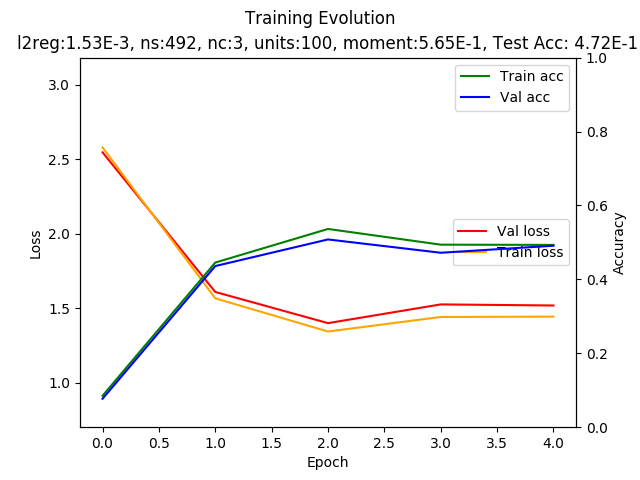 Training Evolution
l2reg:1.53E-3, ns:492, nc:3, units:100, moment:5.65E-1, Test Acc: 4.72E-1
Train acc
Val acc
Val loss
Train loss
3.0
2.5
2.0
1.5
1.0
Loss
1.0
0.8
0.6
0.4
0.2
0.0
Accuracy
0.0 0.5 1.0 1.5 2.0 2.5 3.0 3.5 4.0
Epoch